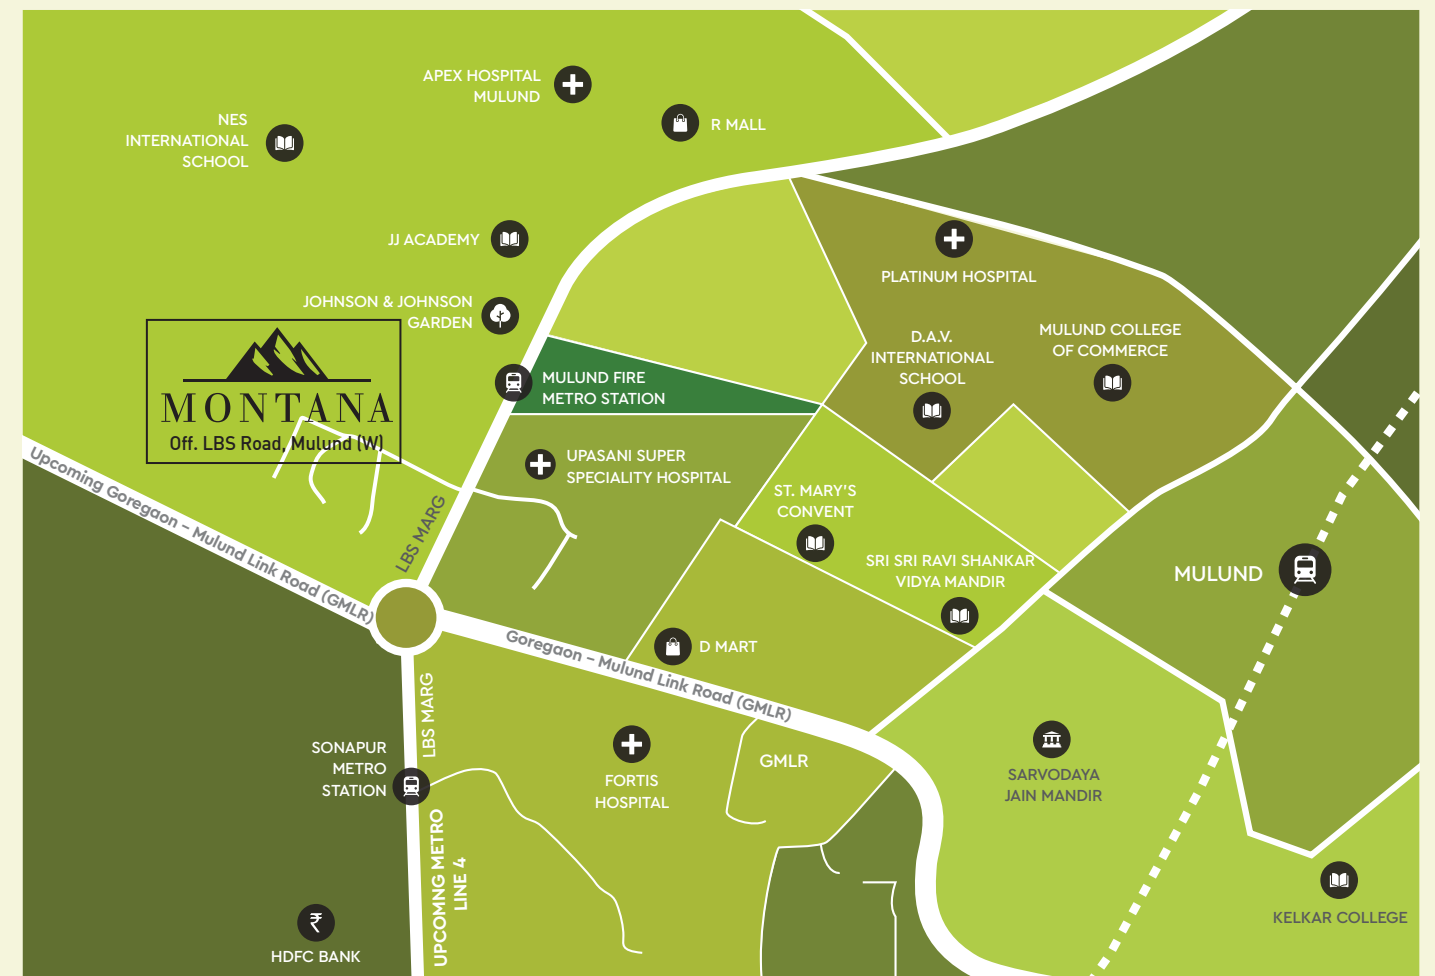 APEX HOSPITAL
MULUND
R MALL
NES
INTERNATIONAL
SCHOOL
JJ ACADEMY
PLATINUM HOSPITAL
JOHNSON & JOHNSON
GARDEN
D.A.V.
INTERNATIONAL
SCHOOL
MULUND COLLEGE
OF COMMERCE
MONTANA
Off. LBS Road, Mulund (W)
MULUND FIRE
METRO STATION
UPASANI SUPER
SPECIALITY HOSPITAL
ST. MARY'S
CONVENT
Upcoming Goregaon - Mulund Link Road (GMLR)
LBS MARG
SRI SRI RAVI SHANKAR
VIDYA MANDIR
MULUND
D MART
Goregaon - Mulund Link Road (GMLR)
LBS MARG
SONAPUR
METRO
STATION
FORTIS
HOSPITAL
GMLR
SARVODAYA
JAIN MANDIR
UPCOMNG METRO
LINE 4
₹
HDFC BANK
KELKAR COLLEGE